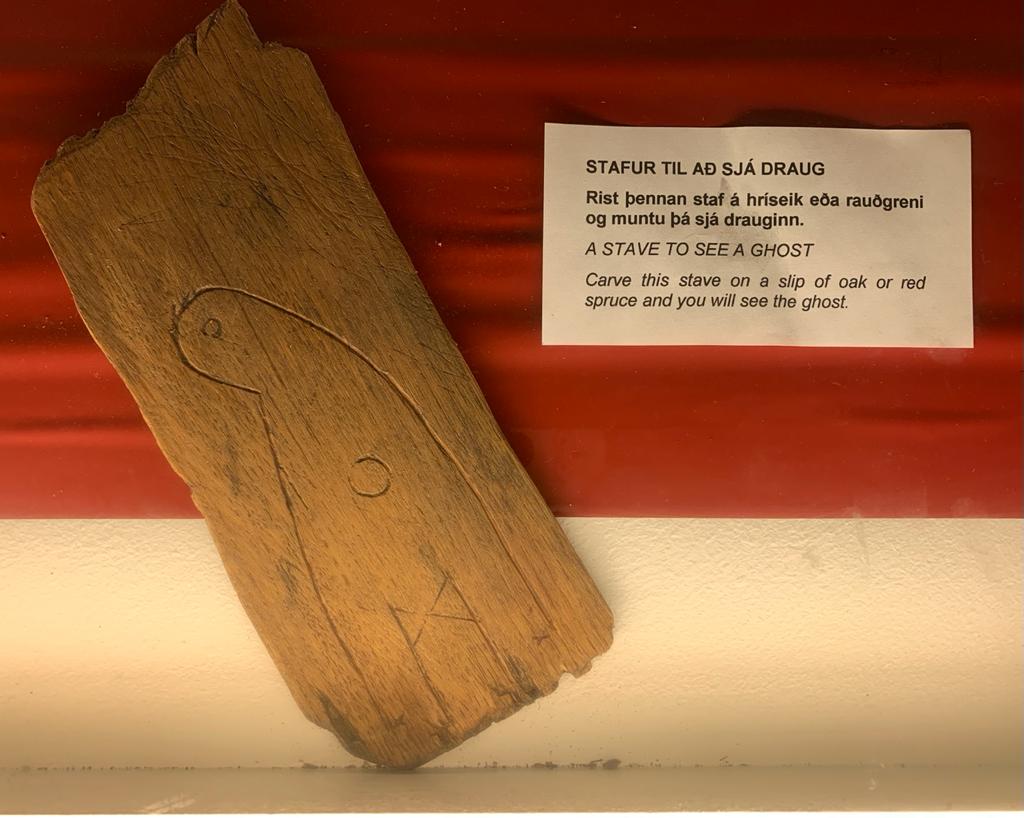 STAFUR TIL AÐ SJÁ DRAUG
Rist þennan staf á hríseik eða rauðgreni
og muntu þá sjá drauginn.
A STAVE TO SEE A GHOST
Carve this stave on a slip of oak or red
spruce and you will see the ghost.